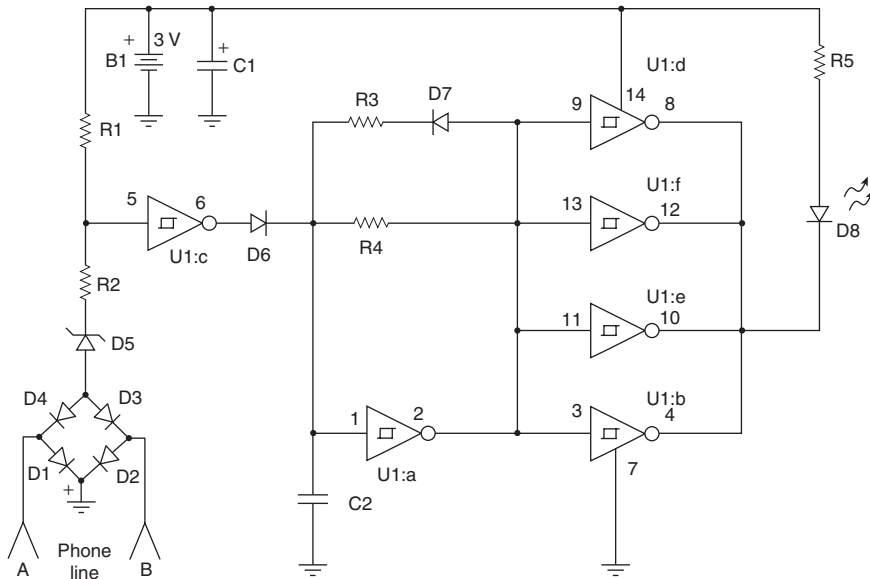 + 3 V
B1
+
C1
R1
R2
D5
D4
D3
D1
D2
+
A
Phone
line
B
5
6
U1:c
D6
R3
D7
R4
1
2
U1:a
C2
9
14
8
U1:d
13
12
U1:f
11
10
U1:e
3
4
U1:b
7
R5
D8